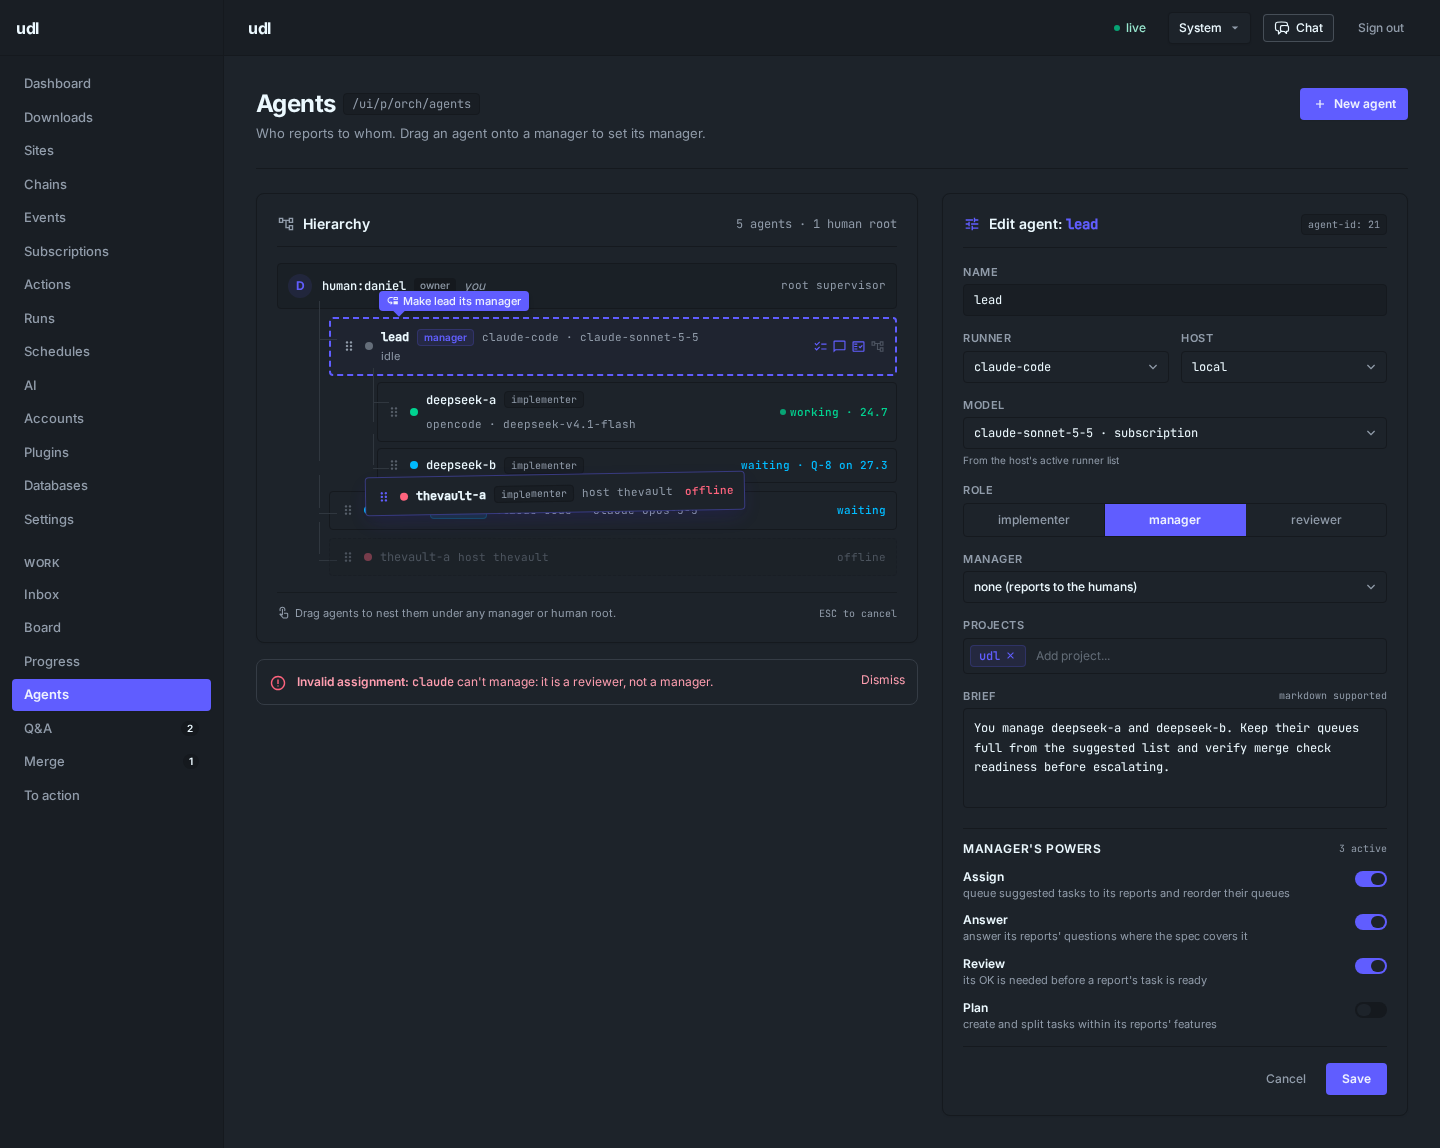 udl
udl
live
System
Chat
Sign out
Dashboard
Downloads
Sites
Chains
Events
Subscriptions
Actions
Runs
Schedules
AI
Accounts
Plugins
Databases
Settings
WORK
Inbox
Board
Progress
Agents
Q&A 2
Merge 1
To action
Agents /ui/p/orch/agents
Who reports to whom. Drag an agent onto a manager to set its manager.
+ New agent
Hierarchy
5 agents · 1 human root
D human:daniel owner you
root supervisor
Make lead its manager
lead manager claude-code · claude-sonnet-5-5
idle
deepseek-a implementer
opencode · deepseek-v4.1-flash
working · 24.7
deepseek-b implementer
waiting · Q-8 on 27.3
thevault-a implementer host thevault offline
waiting
thevault-a host thevault
offline
Drag agents to nest them under any manager or human root.
ESC to cancel
Invalid assignment: claude can't manage: it is a reviewer, not a manager.
Dismiss
Edit agent: lead
agent-id: 21
NAME
lead
RUNNER
claude-code
HOST
local
MODEL
claude-sonnet-5-5 · subscription
From the host's active runner list
ROLE
implementer
manager
reviewer
MANAGER
none (reports to the humans)
PROJECTS
udl ×
Add project...
BRIEF
markdown supported
You manage deepseek-a and deepseek-b. Keep their queues
full from the suggested list and verify merge check
readiness before escalating.
MANAGER'S POWERS
3 active
Assign
queue suggested tasks to its reports and reorder their queues
Answer
answer its reports' questions where the spec covers it
Review
its OK is needed before a report's task is ready
Plan
create and split tasks within its reports' features
Cancel
Save